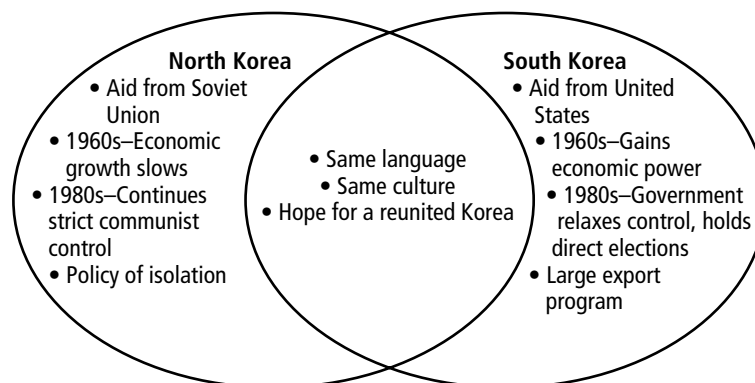 North Korea
• Aid from Soviet
Union
• 1960s–Economic
growth slows
• 1980s–Continues
strict communist
control
• Policy of isolation
• Same language
• Same culture
• Hope for a reunited Korea
South Korea
• Aid from United
States
• 1960s–Gains
economic power
• 1980s–Government
relaxes control, holds
direct elections
• Large export
program